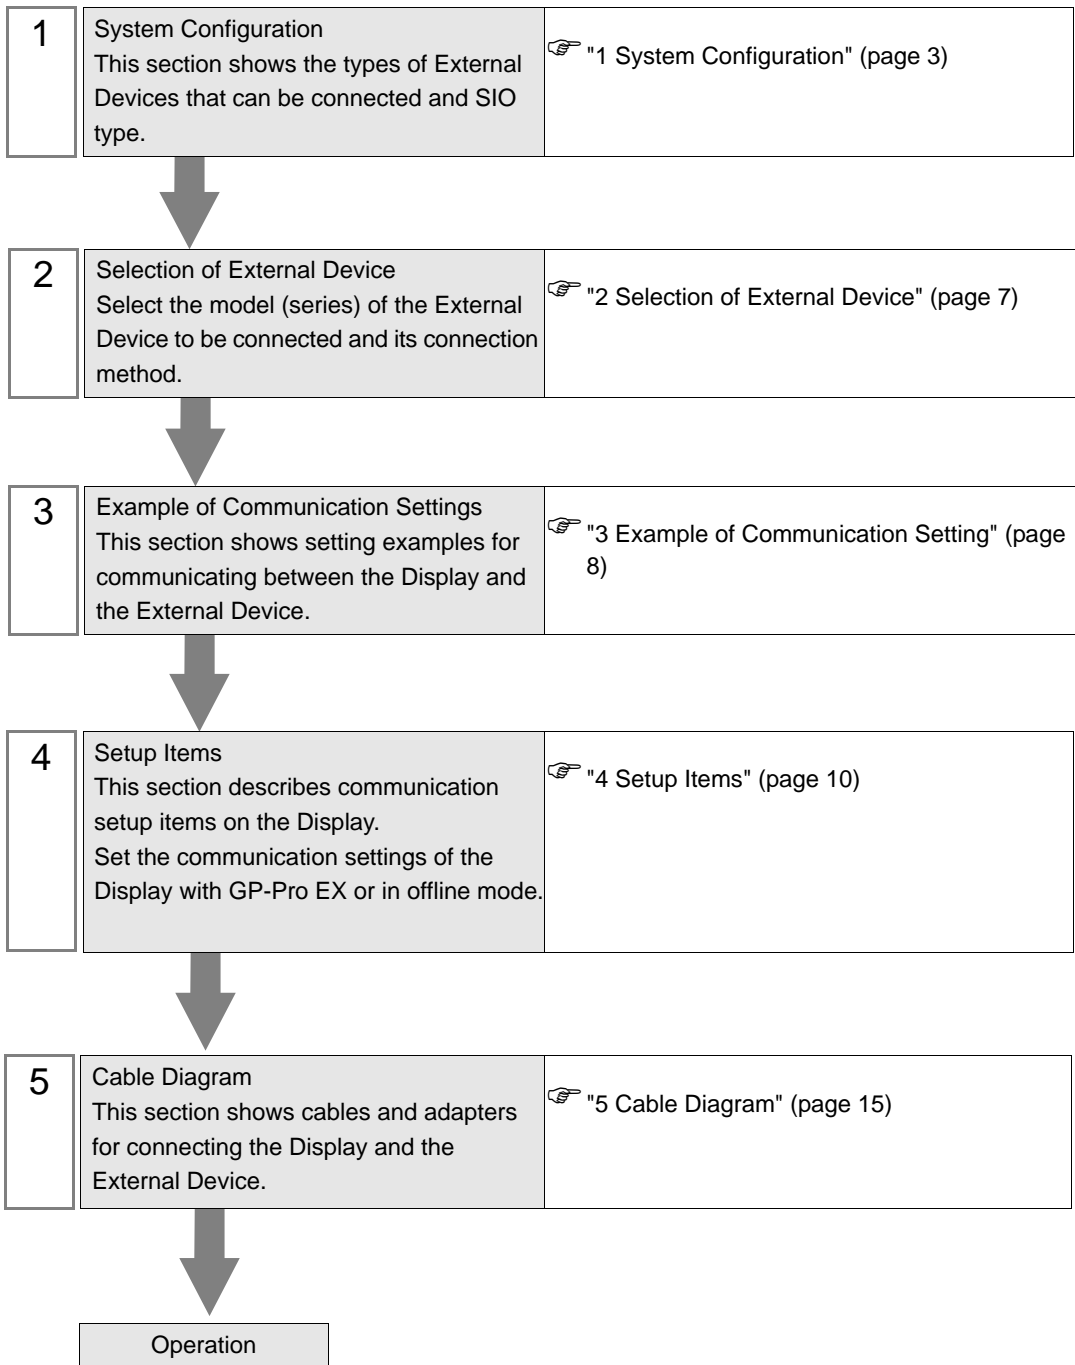 1
System Configuration
This section shows the types of External
Devices that can be connected and SIO
type.
"1 System Configuration" (page 3)
2
Selection of External Device
Select the model (series) of the External
Device to be connected and its connection
method.
"2 Selection of External Device" (page 7)
3
Example of Communication Settings
This section shows setting examples for
communicating between the Display and
the External Device.
"3 Example of Communication Setting" (page
8)
4
Setup Items
This section describes communication
setup items on the Display.
Set the communication settings of the
Display with GP-Pro EX or in offline mode.
"4 Setup Items" (page 10)
5
Cable Diagram
This section shows cables and adapters
for connecting the Display and the
External Device.
"5 Cable Diagram" (page 15)
Operation